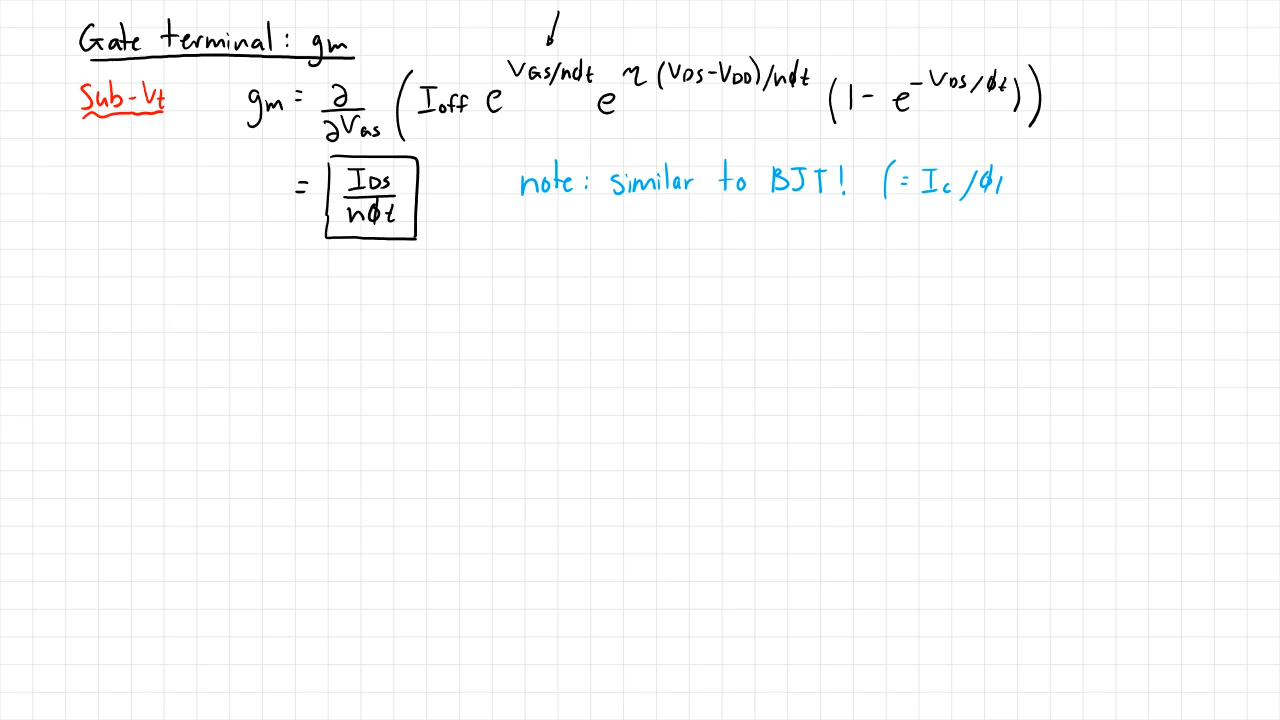 Gate terminal: gm
Sub-Vt gm = ∂/∂VGS (Ioff e^(VGS/nϕt) e^(η(VDS-VDD)/nϕt) (1 - e^(-VDS/ϕt)))
= IDS/nϕt note: similar to BJT! (= Ic/ϕ